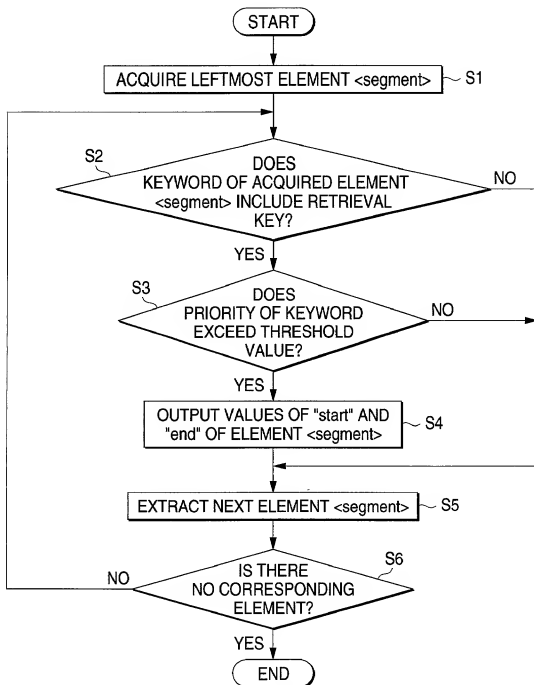 START
ACQUIRE LEFTMOST ELEMENT <segment>
S1
S2
DOES
KEYWORD OF ACQUIRED ELEMENT
<segment> INCLUDE RETRIEVAL
KEY?
NO
YES
S3
DOES
PRIORITY OF KEYWORD
EXCEED THRESHOLD
VALUE?
NO
YES
OUTPUT VALUES OF "start" AND
"end" OF ELEMENT <segment>
S4
EXTRACT NEXT ELEMENT <segment>
S5
S6
IS THERE
NO CORRESPONDING
ELEMENT?
NO
YES
END